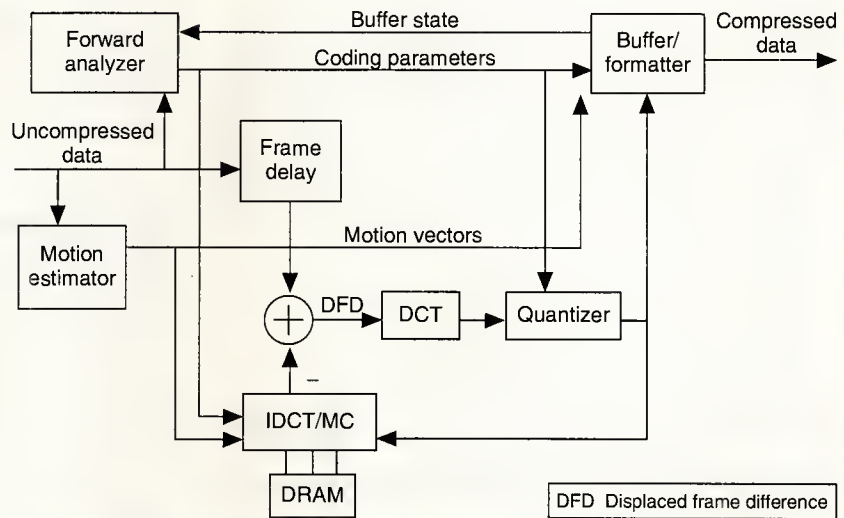 Buffer state
Compressed
data
Forward
analyzer
Buffer/
formatter
Coding parameters
Uncompressed
data
Frame
delay
Motion
estimator
Motion vectors
DFD
DCT
Quantizer
+
–
IDCT/MC
DRAM
DFD Displaced frame difference